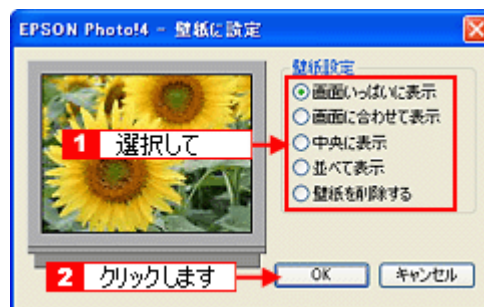 EPSON Photo!4 - 壁紙に設定
壁紙設定
画面いっぱいに表示
画面に合わせて表示
1 選択して
中央に表示
並べて表示
壁紙を削除する
2 クリックします
OK
キャンセル